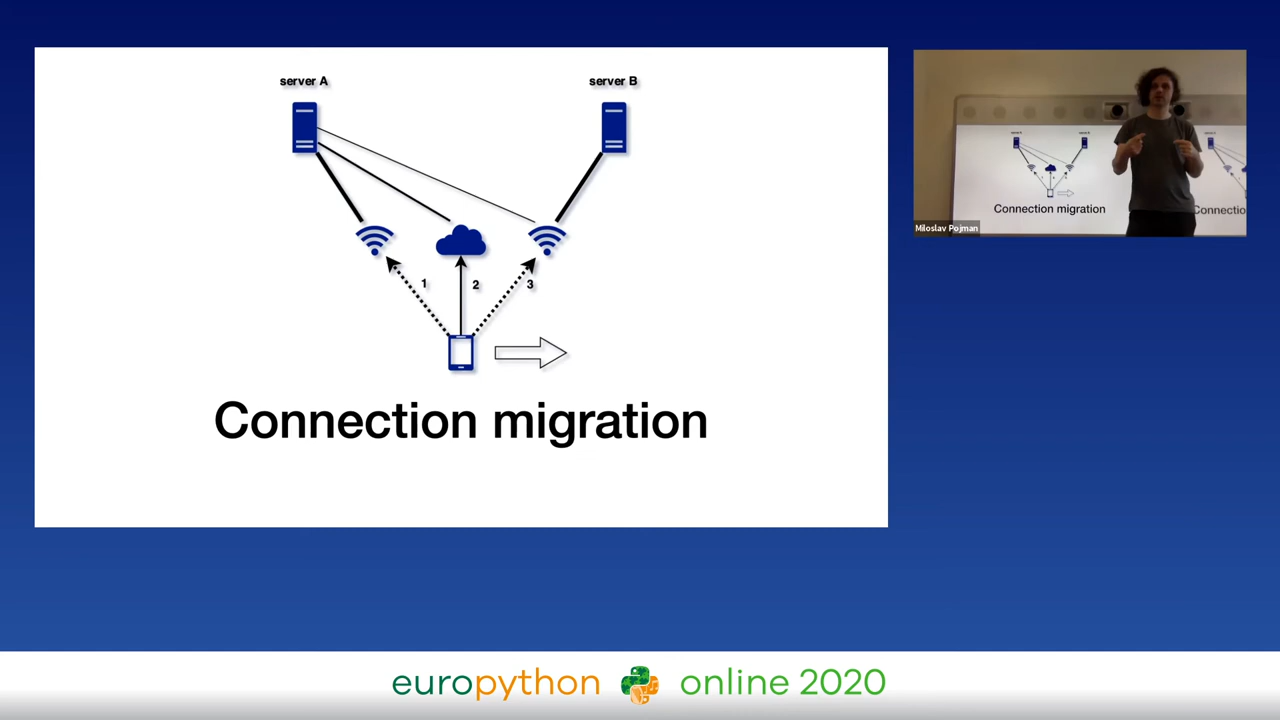 server A
server B
1
2
3
Connection migration
Connection migration
Connectio
Miloslav Pojman
europython online 2020